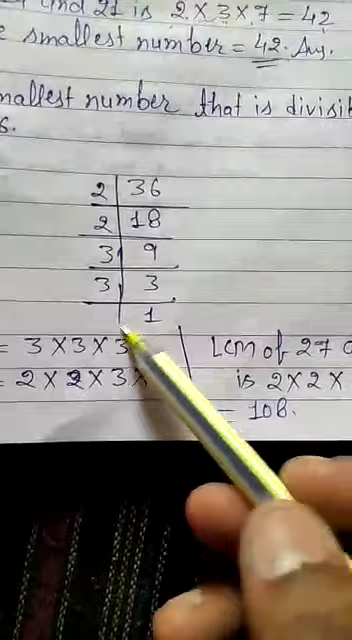 and 21 is 2 × 3 × 7 = 42
smallest number = 42. Ans.
smallest number that is
6.
2 | 36
2 | 18
3 | 9
3 | 3
1
= 3 × 3 × 3
= 2 × 2 × 3 ×
LCM of 27
is 2 × 2 ×
= 108.